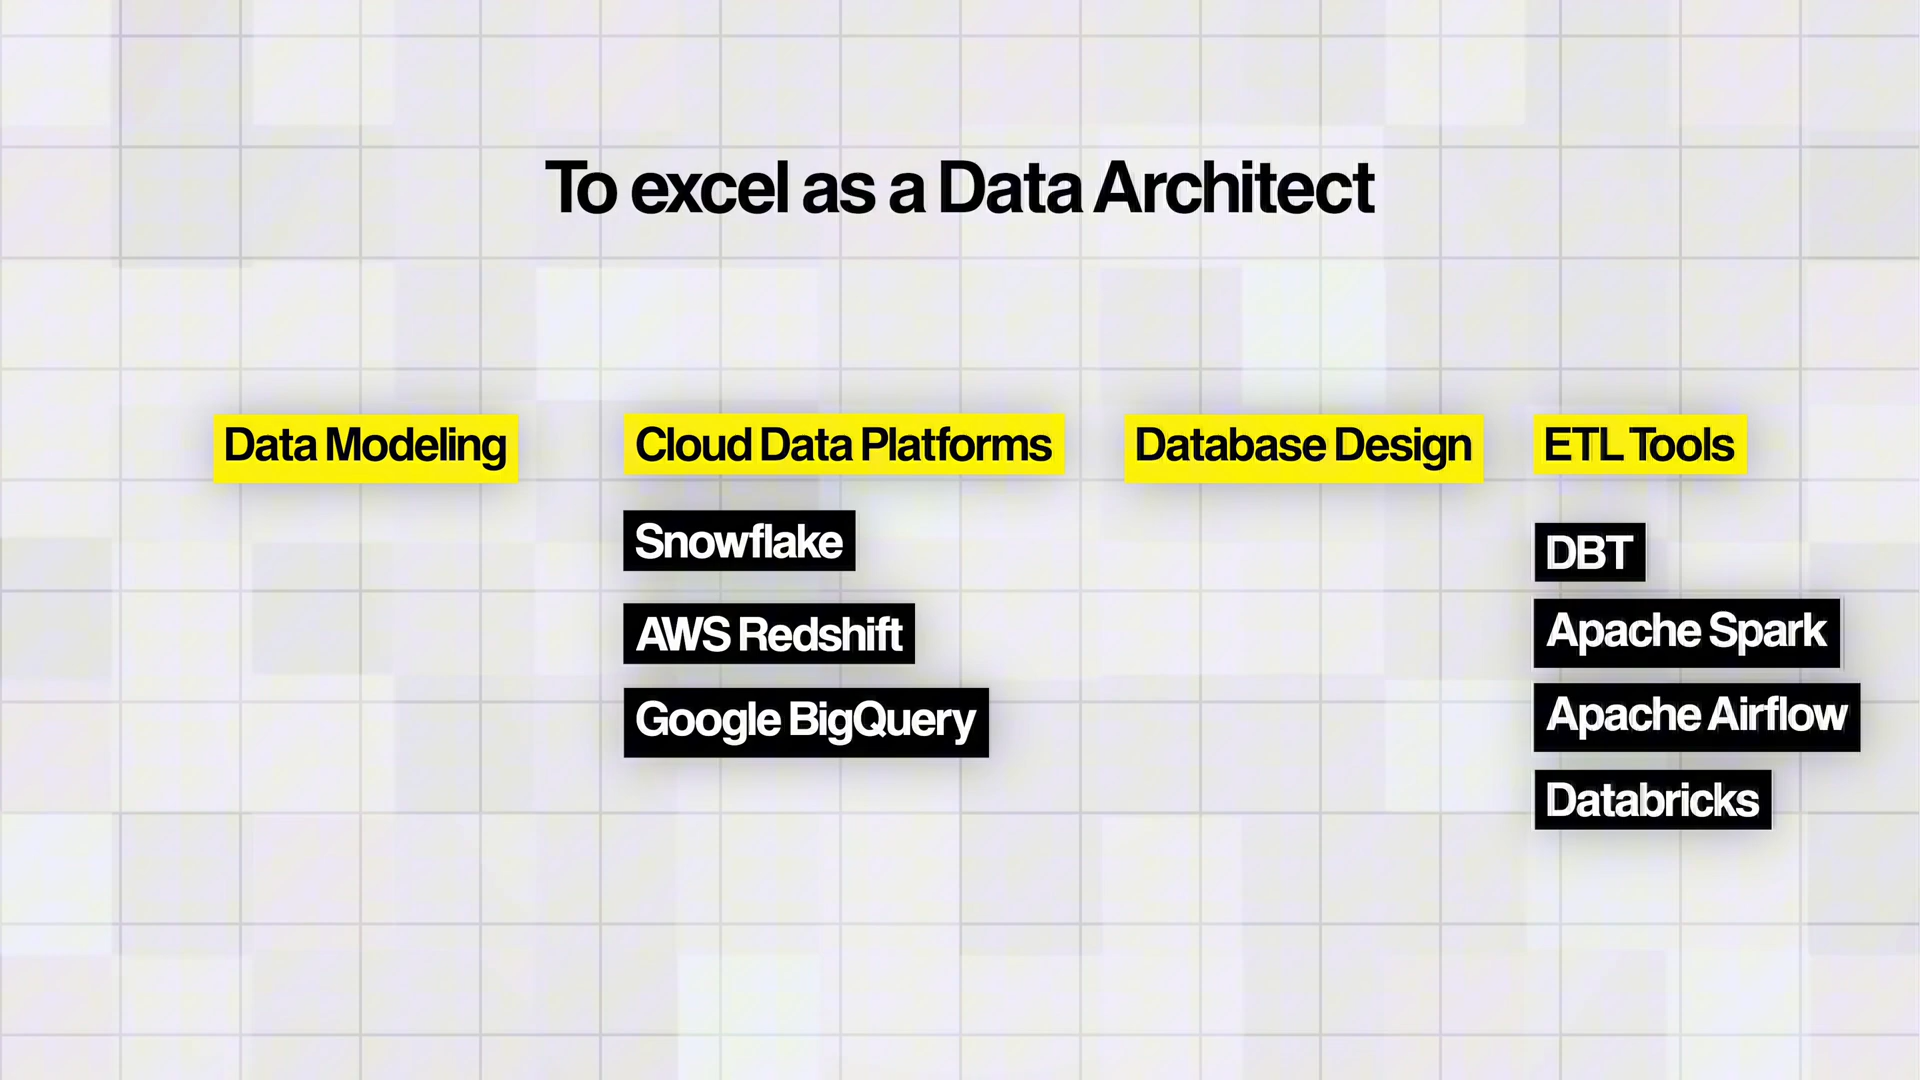 To excel as a Data Architect
Data Modeling
Cloud Data Platforms
Snowflake
AWS Redshift
Google BigQuery
Database Design
ETL Tools
DBT
Apache Spark
Apache Airflow
Databricks